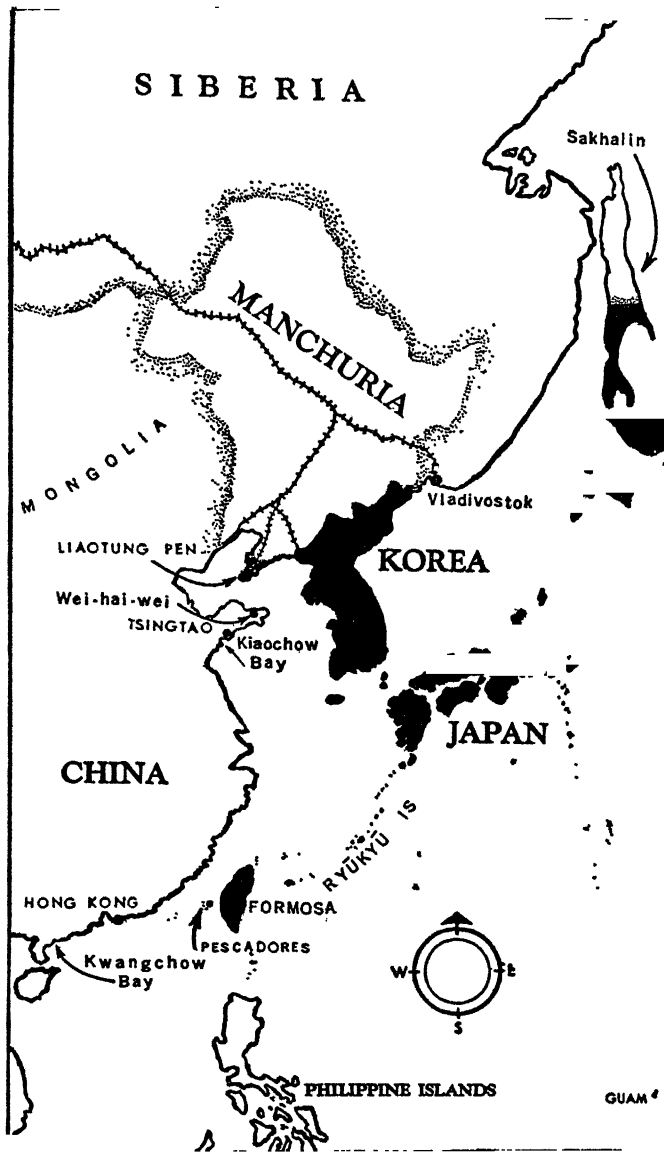 SIBERIA
Sakhalin
MANCHURIA
MONGOLIA
Vladivostok
LIAOTUNG PEN
KOREA
Wei-hai-wei
TSINGTAO
Kiaochow
Bay
JAPAN
CHINA
RYŪKYŪ IS
HONG KONG
FORMOSA
PESCADORES
Kwangchow
Bay
W
E
S
PHILIPPINE ISLANDS
GUAM